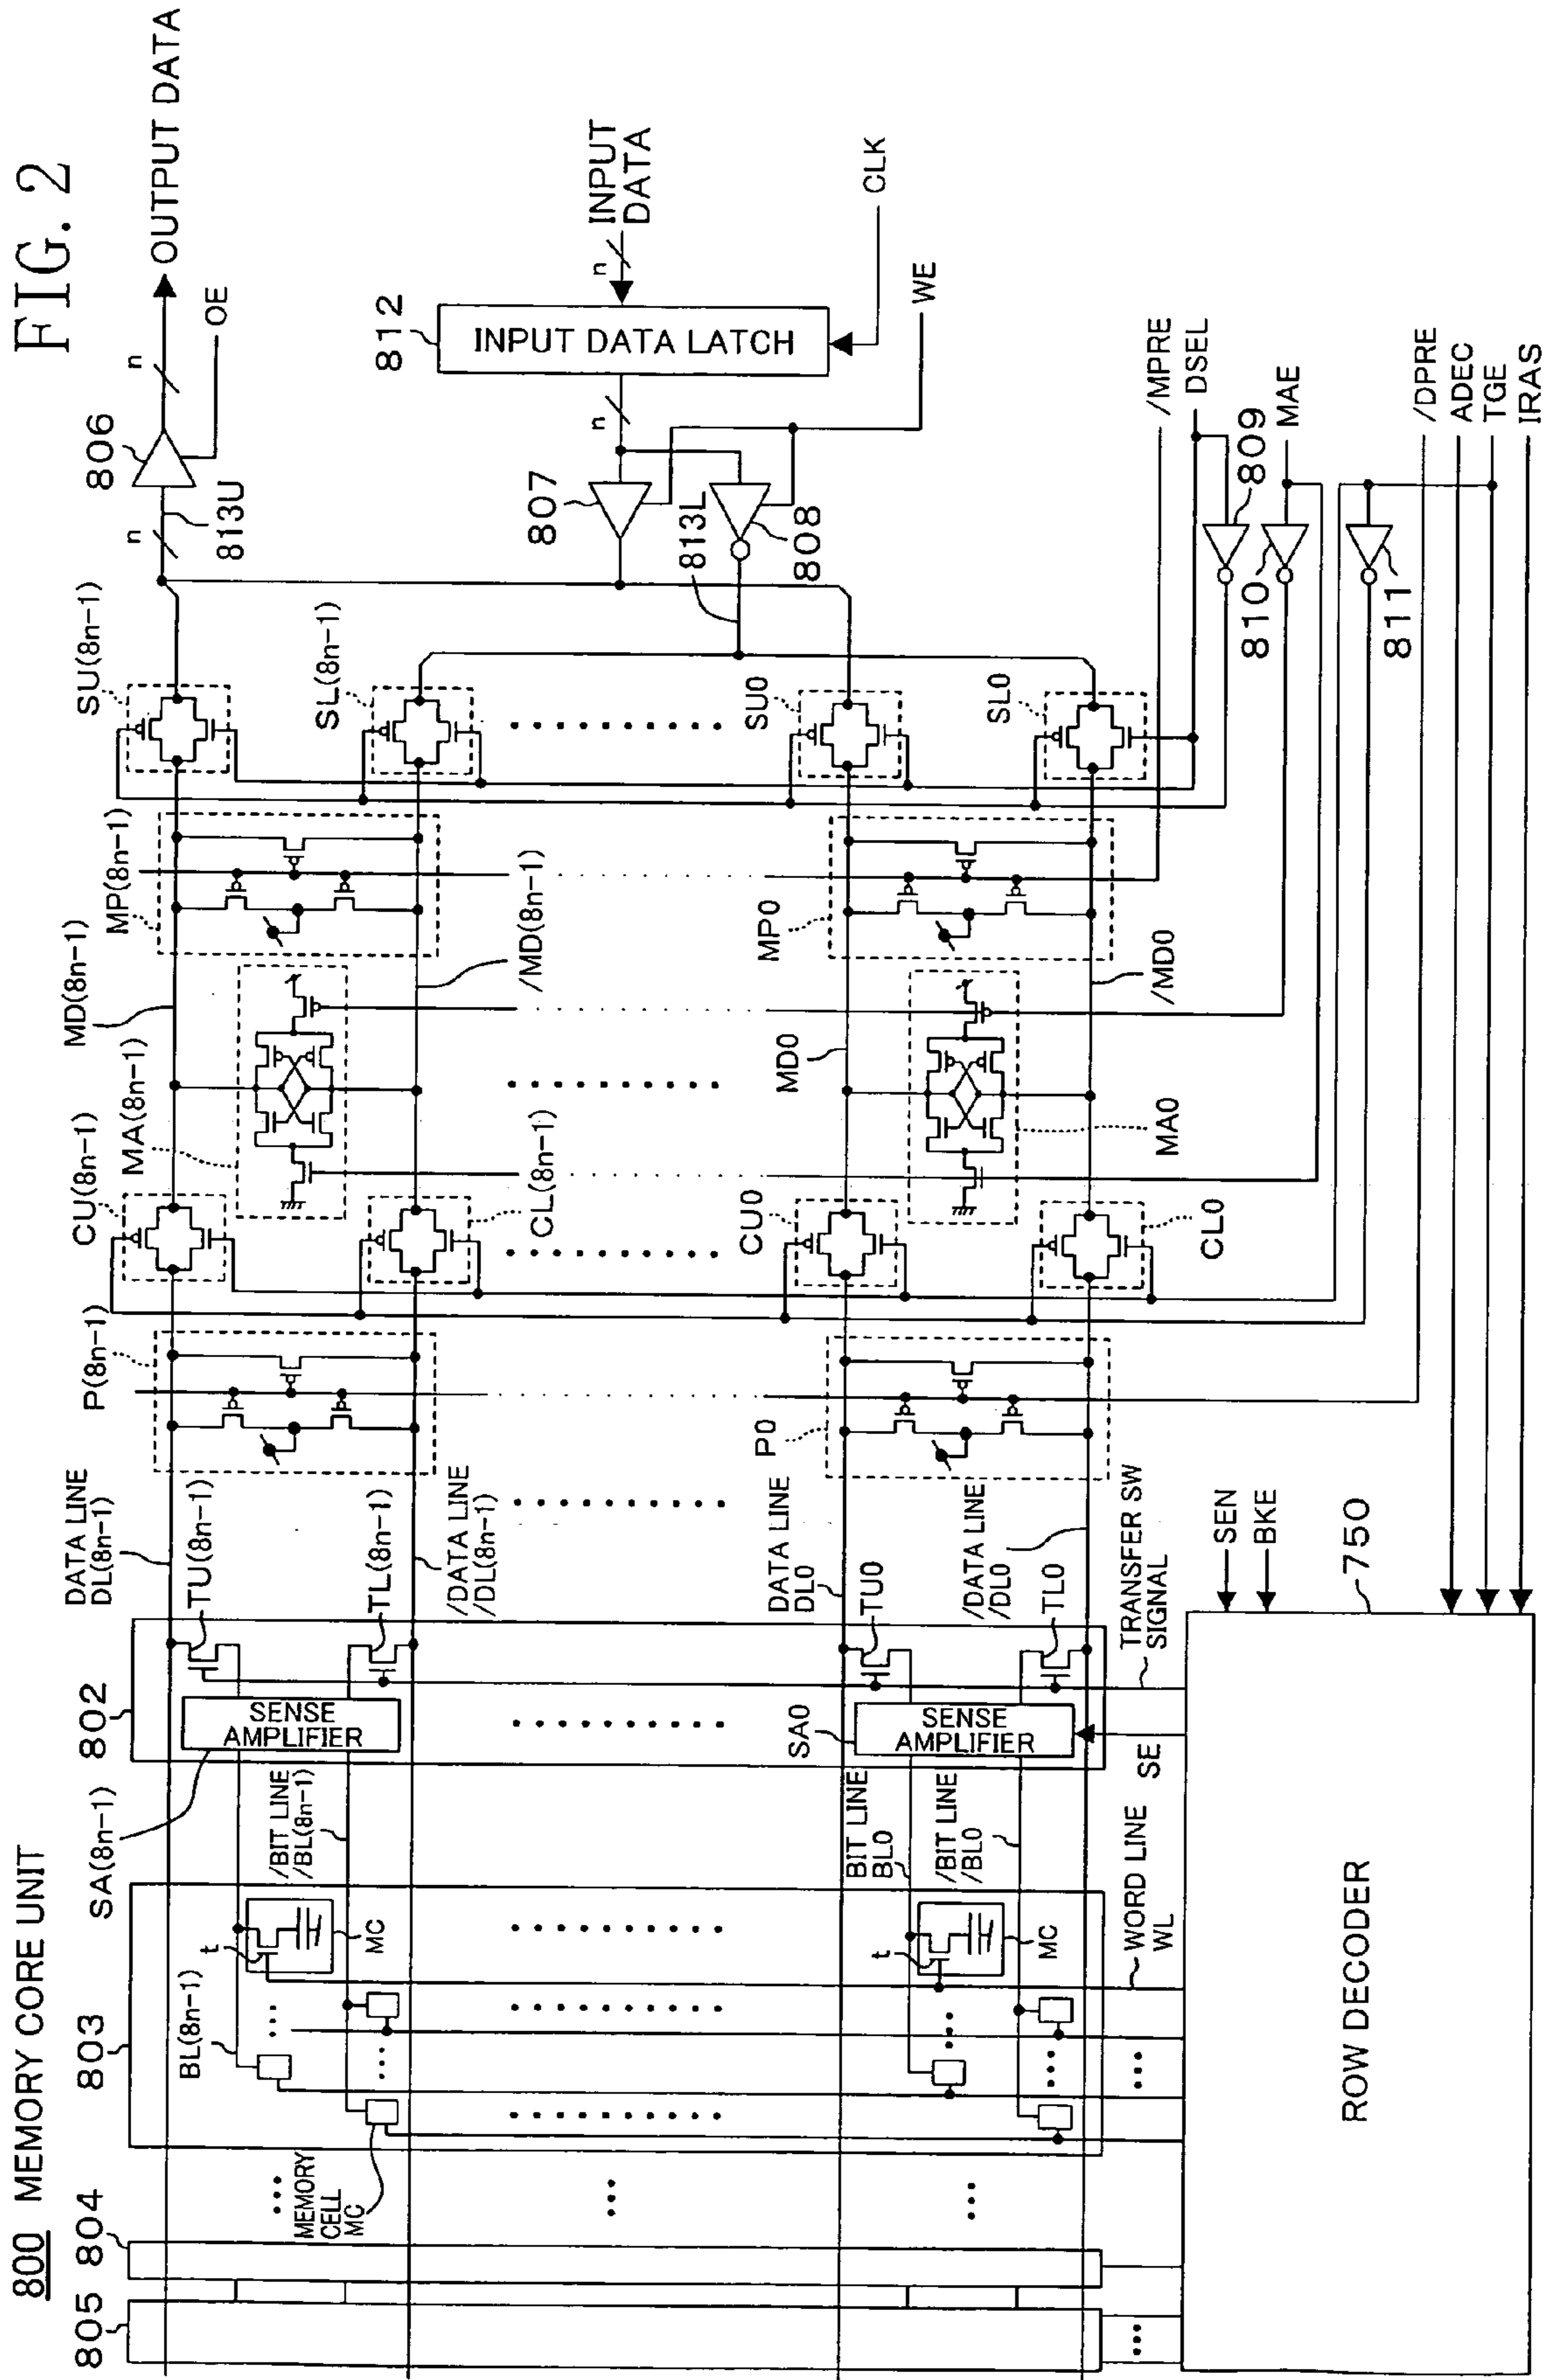 FIG. 2
800 MEMORY CORE UNIT
805
804
803
SA(8n-1)
802
DATA LINE
DL(8n-1)
P(8n-1)
CU(8n-1)
MA(8n-1)
MD(8n-1)
MP(8n-1)
SU(8n-1)
n
813U
806
n
OUTPUT DATA
OE
BL(8n-1)
t
MC
/BIT LINE
/BL(8n-1)
SENSE
AMPLIFIER
TU(8n-1)
TL(8n-1)
/DATA LINE
/DL(8n-1)
CL(8n-1)
/MD(8n-1)
SL(8n-1)
MEMORY
CELL
MC
812
INPUT DATA LATCH
n
INPUT
DATA
CLK
n
807
808
813L
WE
BIT LINE
BL0
/BIT LINE
/BL0
t
MC
SA0
SENSE
AMPLIFIER
DATA LINE
DL0
TU0
/DATA LINE
/DL0
TL0
P0
CU0
CL0
MD0
MA0
/MD0
MP0
SU0
SL0
WORD LINE
WL
SE
TRANSFER SW
SIGNAL
SEN
BKE
750
ROW DECODER
809
810
811
/MPRE
DSEL
MAE
/DPRE
ADEC
TGE
IRAS